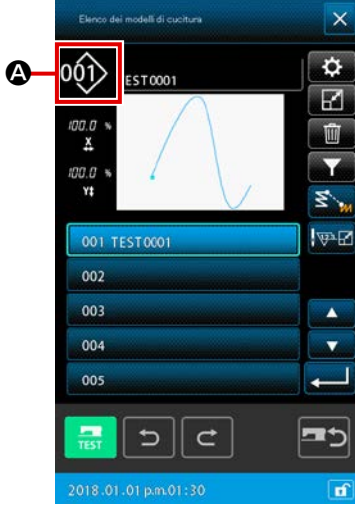 Elenco dei modelli di cucitura
A
001
TEST0001
100.0 %
X
100.0 %
Y
001 TEST0001
002
003
004
005
TEST
2018.01.01 p.m.01:30